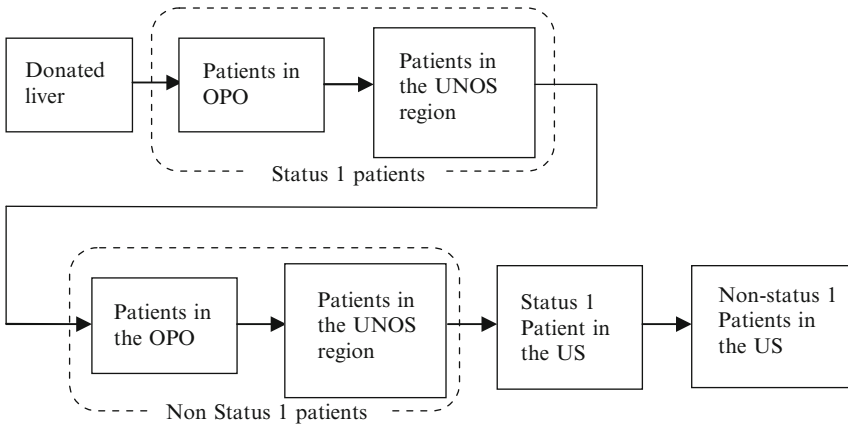 Donated
liver
Patients in
OPO
Patients in
the UNOS
region
Status 1 patients
Patients in
the OPO
Patients in
the UNOS
region
Non Status 1 patients
Status 1
Patient in
the US
Non-status 1
Patients in
the US